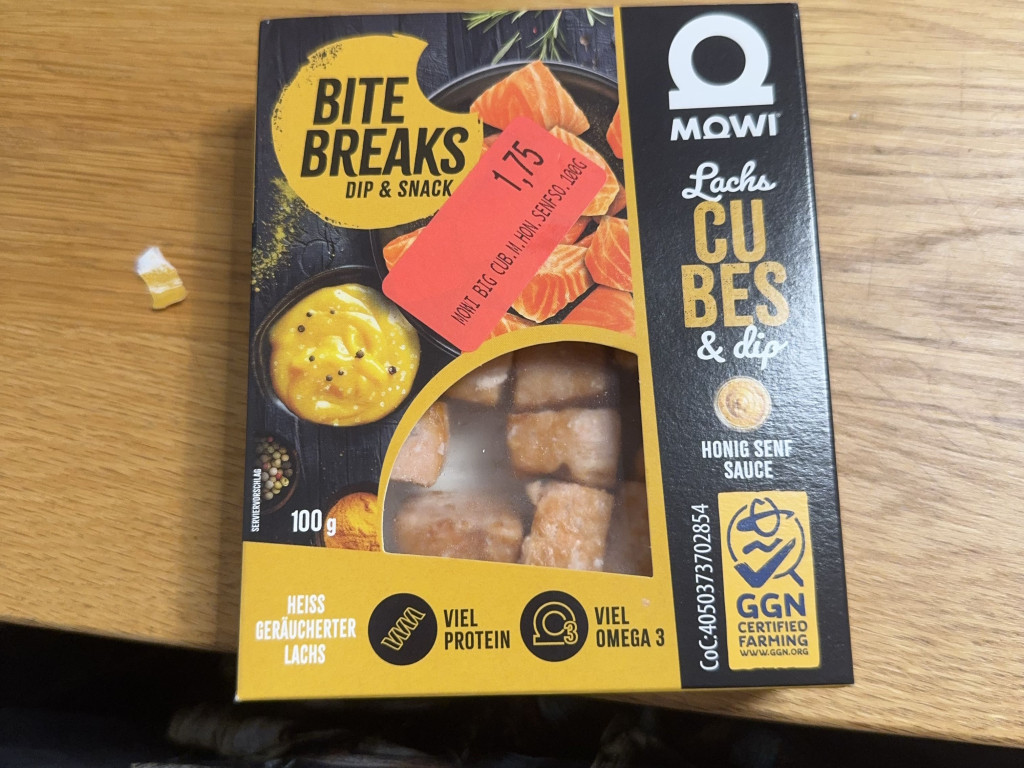 BITE
BREAKS
DIP & SNACK
1,75
MOWI BIG CUB.M.HON.SENFSO.100G
MOWI
Lachs
CU
BES
& dip
HONIG SENF
SAUCE
SERVIERVORSCHLAG
100 g
HEISS
GERÄUCHERTER
LACHS
VIEL
PROTEIN
3
VIEL
OMEGA 3
CoC:4050373702854
GGN
CERTIFIED
FARMING
WWW.GGN.ORG